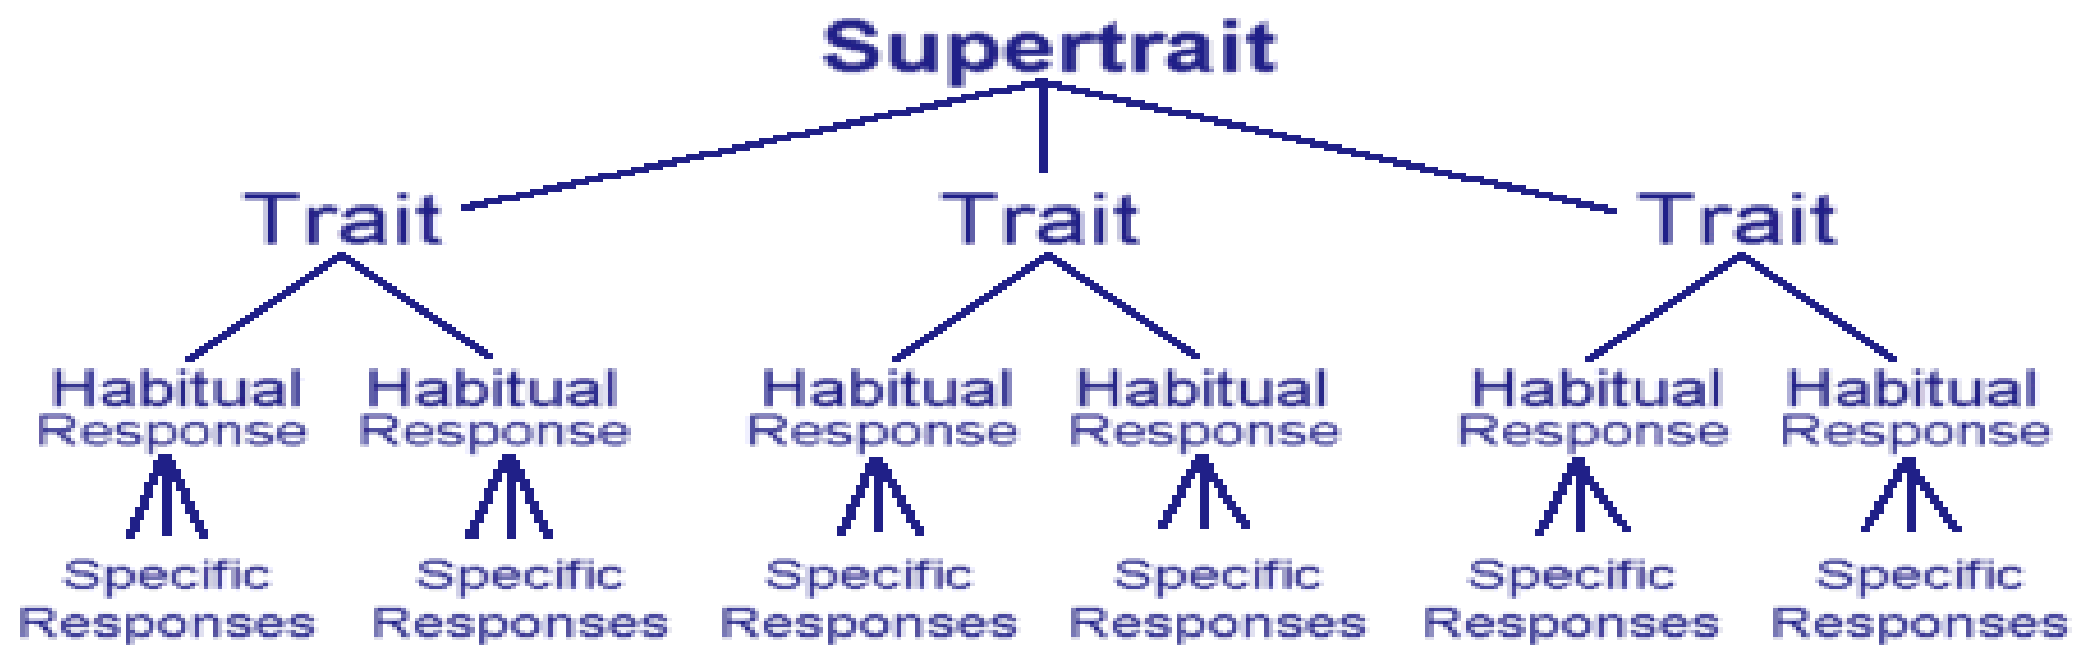 Supertrait
Trait Trait Trait
Habitual Habitual Habitual Habitual Habitual Habitual
Response Response Response Response Response Response
Specific Specific Specific Specific Specific Specific
Responses Responses Responses Responses Responses Responses